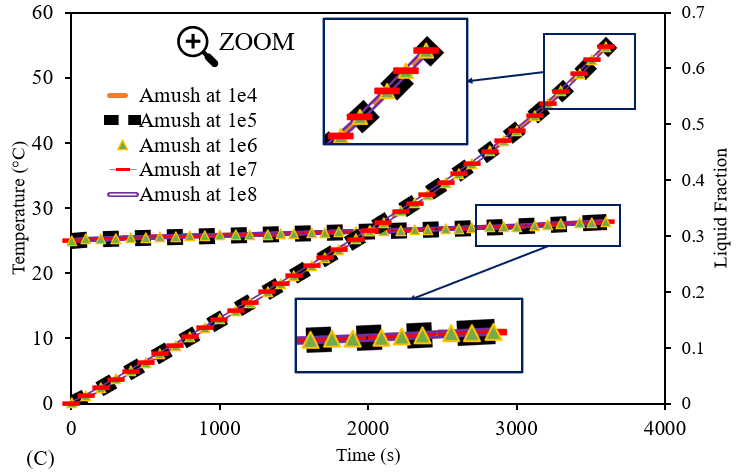 ZOOM
Amush at 1e4
Amush at 1e5
Amush at 1e6
Amush at 1e7
Amush at 1e8
Temperature (°C)
60
50
40
30
20
10
0
0.7
0.6
0.5
0.4
0.3
0.2
0.1
0
Liquid Fraction
0
1000
2000
3000
4000
Time (s)
(C)